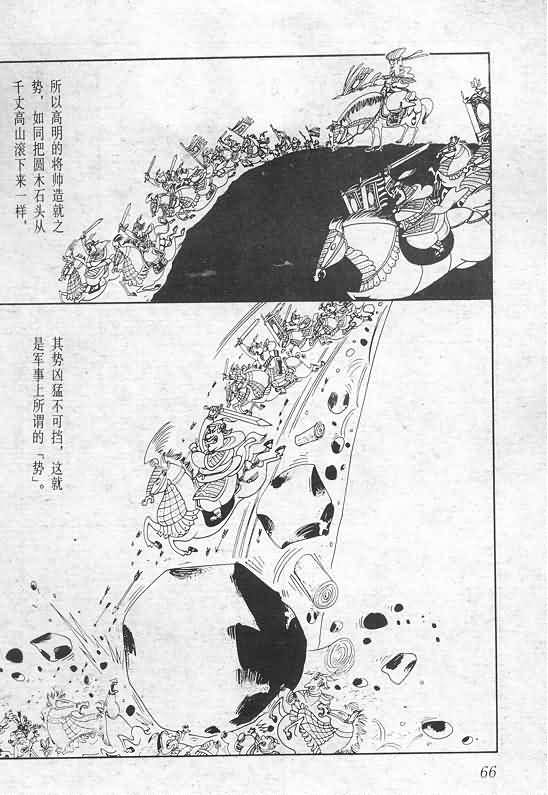 所以高明的将帅造就之
势，如同把圆木石头从
千丈高山滚下来一样，
其势凶猛不可挡，这就
是军事上所谓的「势」。
66